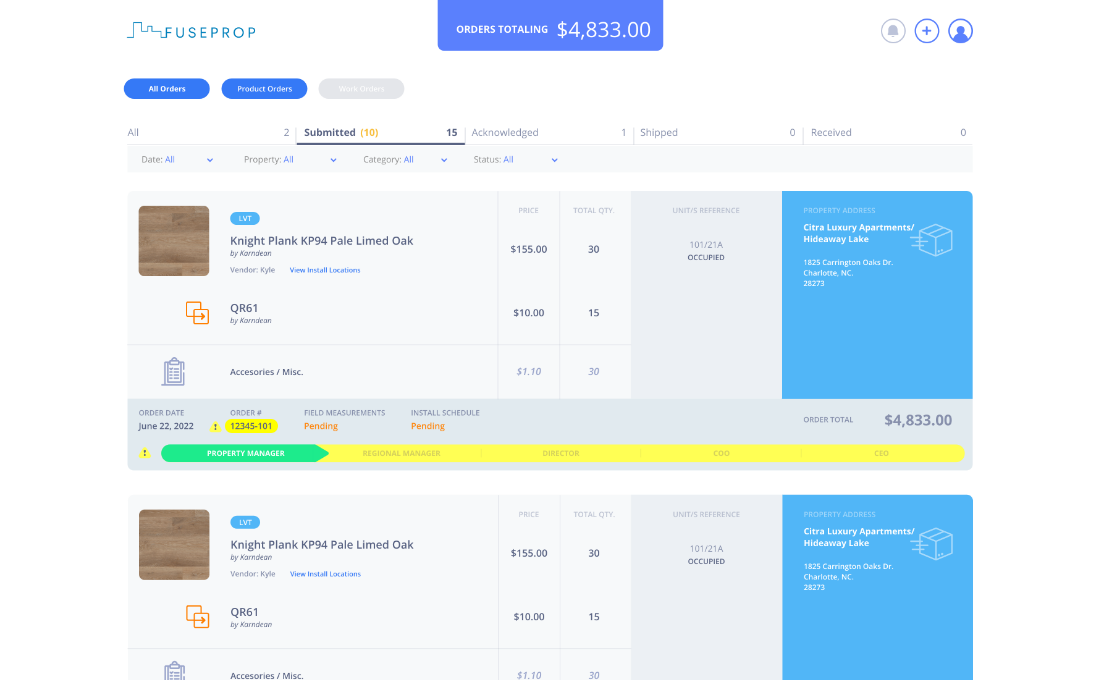 FUSEPROP
ORDERS TOTALING $4,833.00
All Orders Product Orders Work Orders
All 2 Submitted (10) 15 Acknowledged 1 Shipped 0 Received 0
Date: All Property: All Category: All Status: All
LVT
Knight Plank KP94 Pale Limed Oak
by Karndean
Vendor: Kyle View Install Locations
PRICE TOTAL QTY. UNIT/S REFERENCE PROPERTY ADDRESS
$155.00 30
101/21A
OCCUPIED
Citra Luxury Apartments/
Hideaway Lake
1825 Carrington Oaks Dr.
Charlotte, NC.
28273
QR61
by Karndean
$10.00 15
Accesories / Misc. $1.10 30
ORDER DATE ORDER # FIELD MEASUREMENTS INSTALL SCHEDULE
June 22, 2022 ! 12345-101 Pending Pending
ORDER TOTAL $4,833.00
! PROPERTY MANAGER REGIONAL MANAGER DIRECTOR COO CEO
LVT
Knight Plank KP94 Pale Limed Oak
by Karndean
Vendor: Kyle View Install Locations
PRICE TOTAL QTY. UNIT/S REFERENCE PROPERTY ADDRESS
$155.00 30
101/21A
OCCUPIED
Citra Luxury Apartments/
Hideaway Lake
1825 Carrington Oaks Dr.
Charlotte, NC.
28273
QR61
by Karndean
$10.00 15
Accesories / Misc. $1.10 30